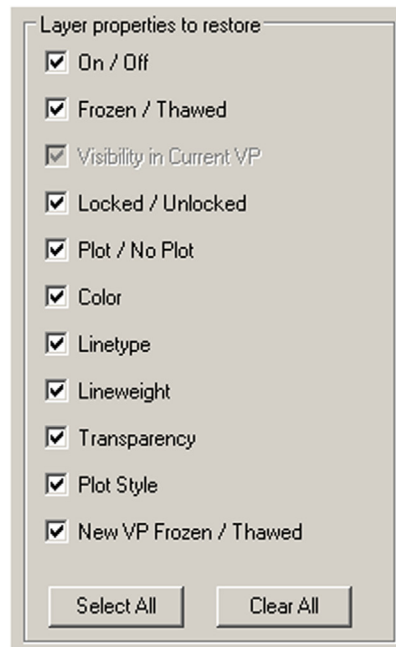 Layer properties to restore
On / Off
Frozen / Thawed
Visibility in Current VP
Locked / Unlocked
Plot / No Plot
Color
Linetype
Lineweight
Transparency
Plot Style
New VP Frozen / Thawed
Select All
Clear All